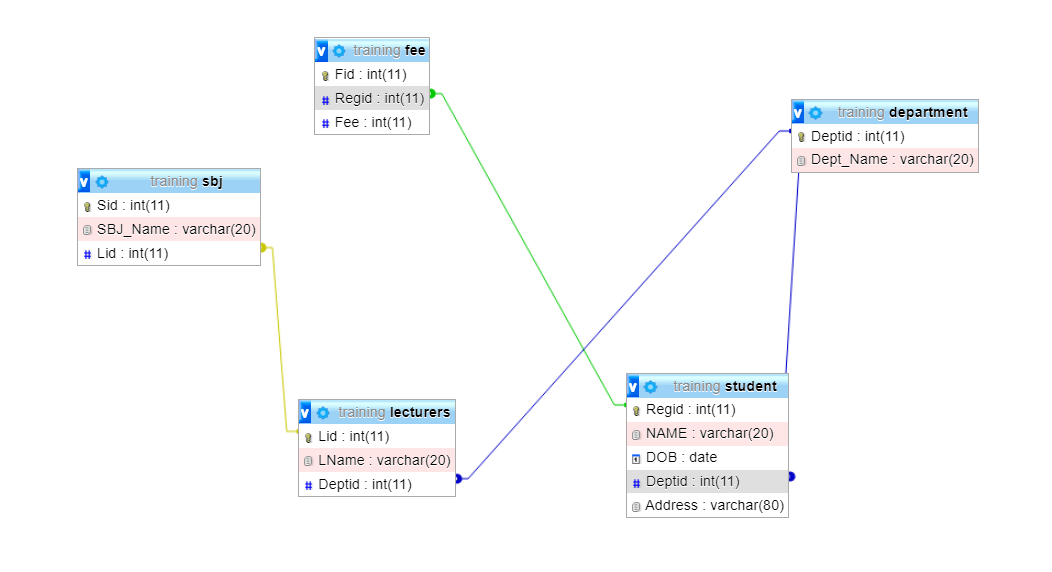 v training fee
Fid : int(11)
# Regid : int(11)
# Fee : int(11)
v training department
Deptid : int(11)
Dept_Name : varchar(20)
v training sbj
Sid : int(11)
SBJ_Name : varchar(20)
# Lid : int(11)
v training lecturers
Lid : int(11)
LName : varchar(20)
# Deptid : int(11)
v training student
Regid : int(11)
NAME : varchar(20)
DOB : date
# Deptid : int(11)
Address : varchar(80)